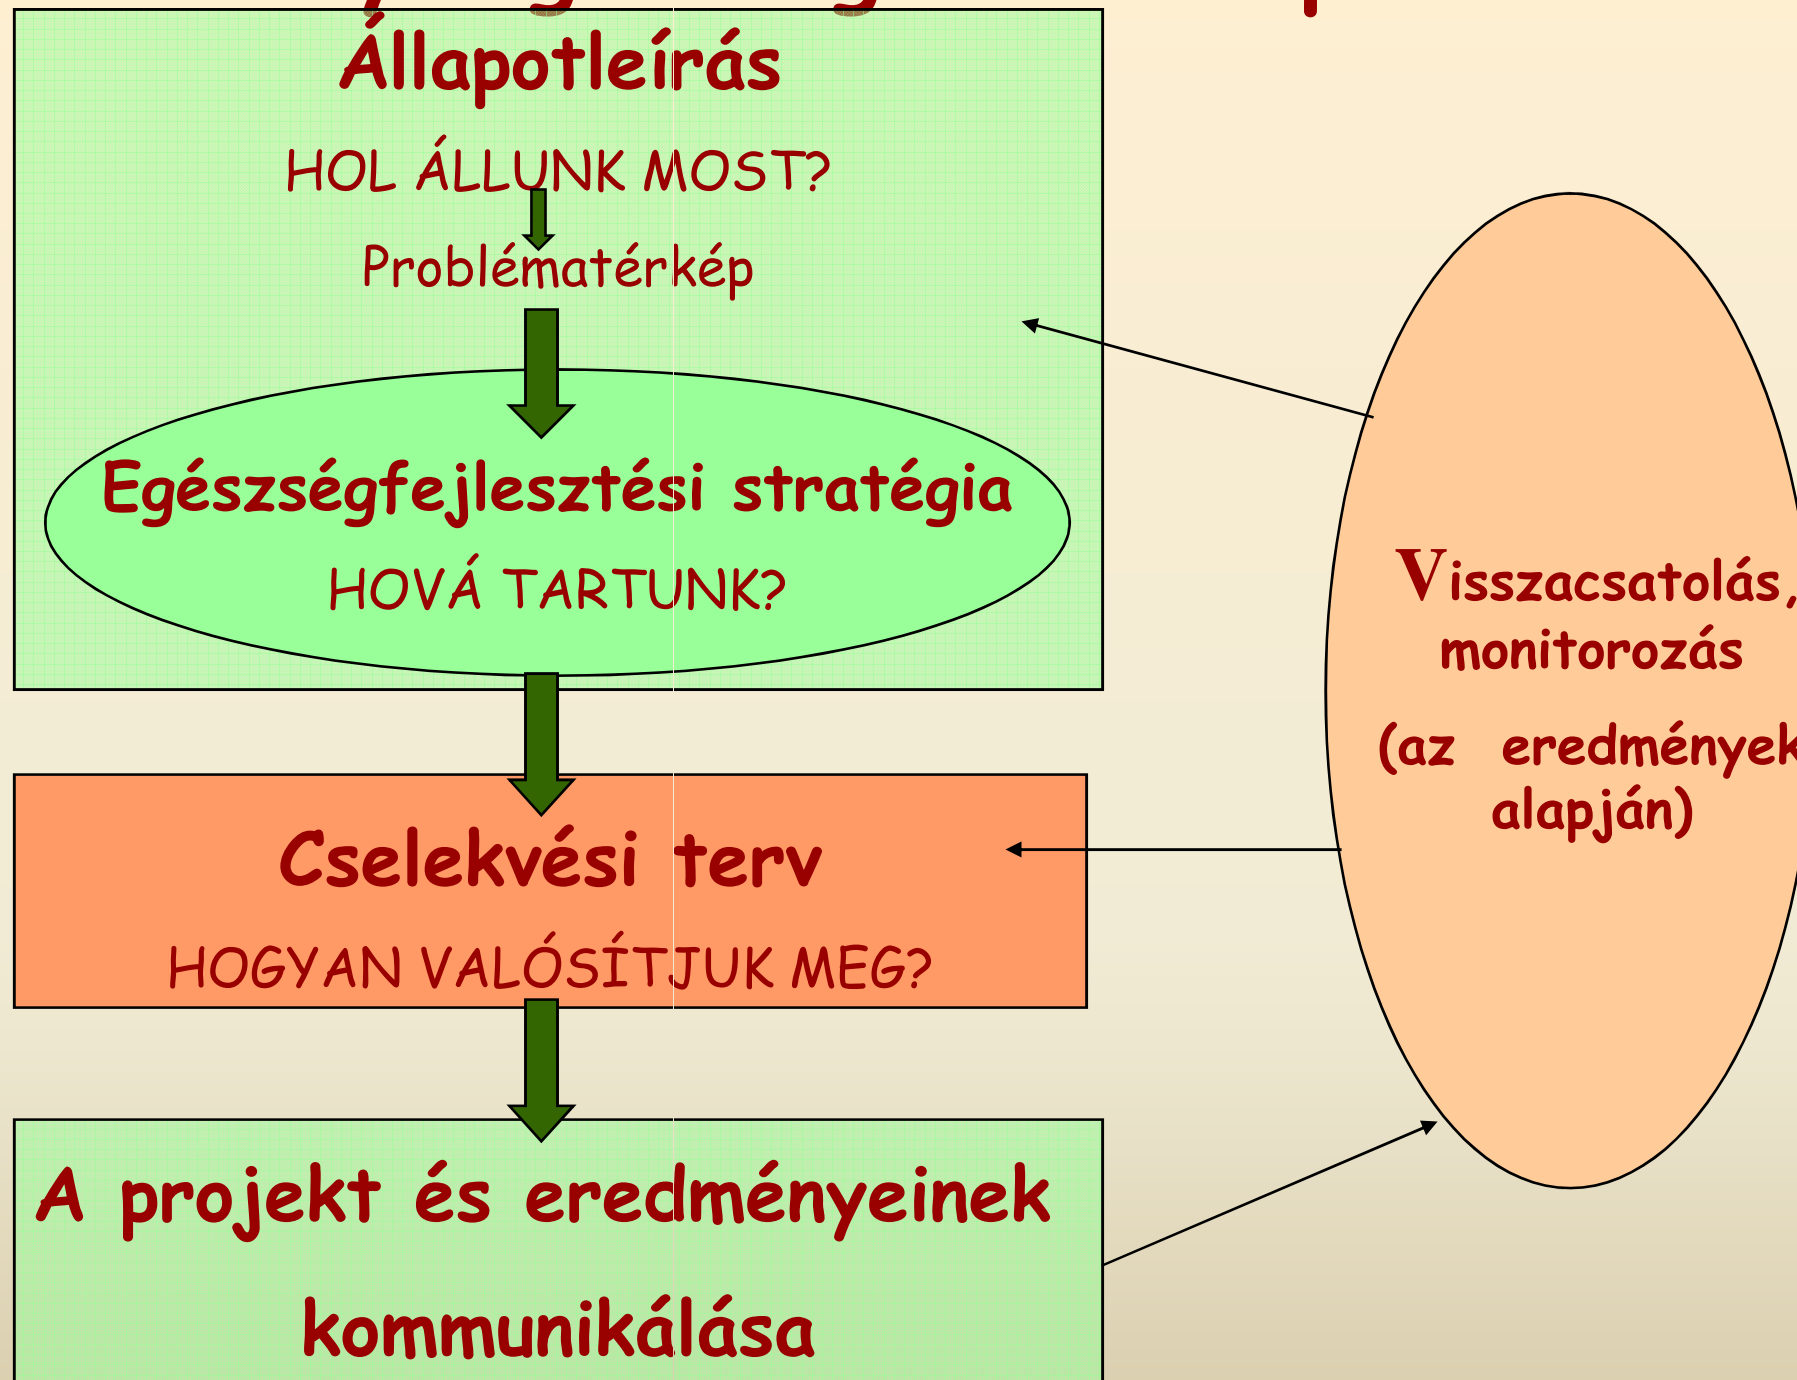 Állapotleírás
HOL ÁLLUNK MOST?
Problématérkép
Egészségfejlesztési stratégia
HOVÁ TARTUNK?
Cselekvési terv
HOGYAN VALÓSÍTJUK MEG?
A projekt és eredményeinek
kommunikálása
Visszacsatolás,
monitorozás
(az eredmények
alapján)